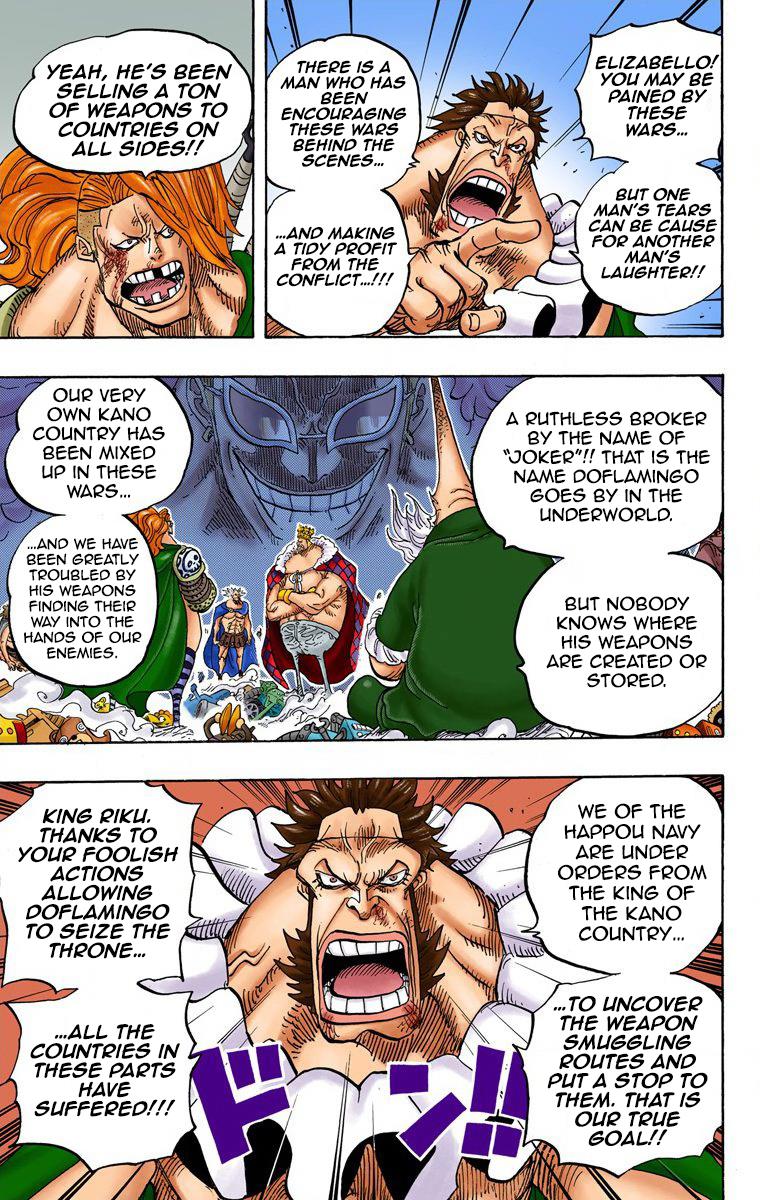 ELIZABELLO!
YOU MAY BE
PAINED BY
THESE
WARS...
BUT ONE
MAN'S TEARS
CAN BE CAUSE
FOR ANOTHER
MAN'S
LAUGHTER!!
THERE IS A
MAN WHO HAS
BEEN
ENCOURAGING
THESE WARS
BEHIND THE
SCENES...
...AND MAKING
A TIDY PROFIT
FROM THE
CONFLICT...!!!
YEAH, HE'S BEEN
SELLING A TON
OF WEAPONS TO
COUNTRIES ON
ALL SIDES!!
A RUTHLESS BROKER
BY THE NAME OF
"JOKER"!! THAT IS THE
NAME DOFLAMINGO
GOES BY IN THE
UNDERWORLD.
BUT NOBODY
KNOWS WHERE
HIS WEAPONS
ARE CREATED OR
STORED.
OUR VERY
OWN KANO
COUNTRY HAS
BEEN MIXED
UP IN THESE
WARS...
...AND WE HAVE
BEEN GREATLY
TROUBLED BY
HIS WEAPONS
FINDING THEIR
WAY INTO THE
HANDS OF OUR
ENEMIES.
WE OF THE
HAPPOU NAVY
ARE UNDER
ORDERS FROM
THE KING OF
THE KANO
COUNTRY...
...TO UNCOVER
THE WEAPON
SMUGGLING
ROUTES AND
PUT A STOP TO
THEM. THAT IS
OUR TRUE
GOAL!!
KING RIKU.
THANKS TO
YOUR FOOLISH
ACTIONS
ALLOWING
DOFLAMINGO
TO SEIZE THE
THRONE...
...ALL THE
COUNTRIES IN
THESE PARTS
HAVE
SUFFERED!!!
ドン!!